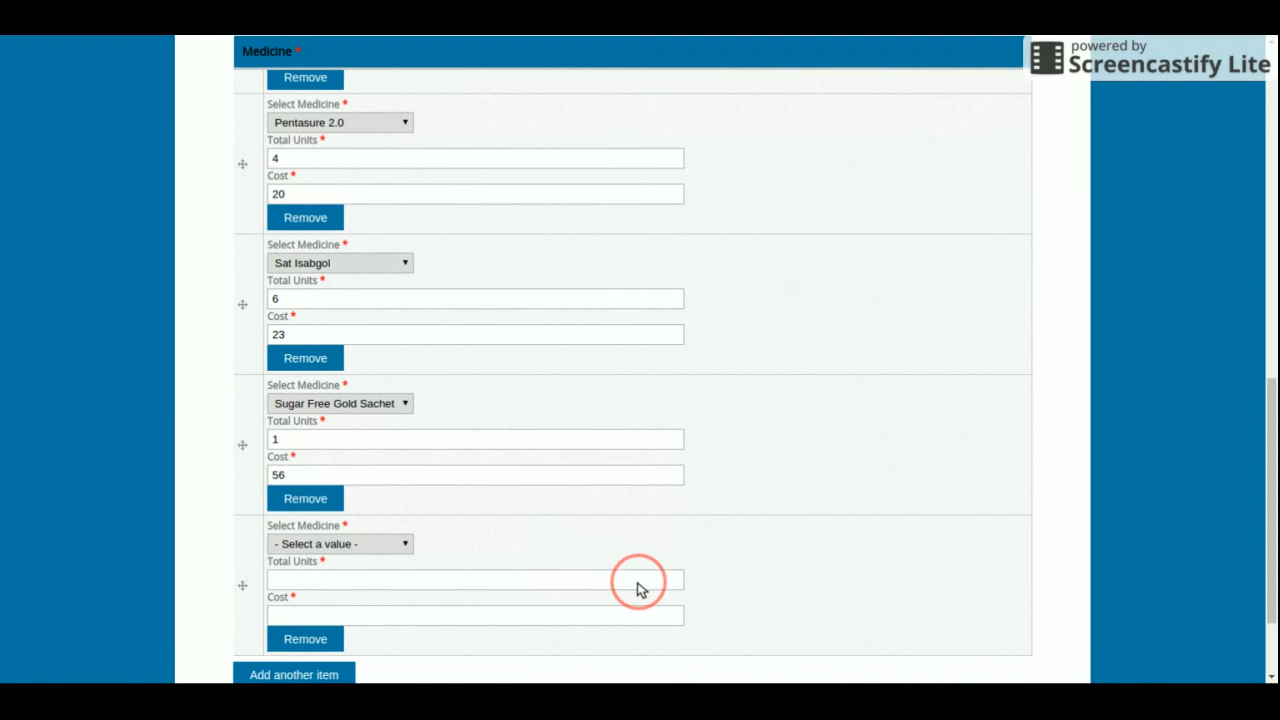 Medicine *
powered by
Screencastify Lite
Remove
Select Medicine *
Pentasure 2.0
Total Units *
4
Cost *
20
Remove
Select Medicine *
Sat Isabgol
Total Units *
6
Cost *
23
Remove
Select Medicine *
Sugar Free Gold Sachet
Total Units *
1
Cost *
56
Remove
Select Medicine *
- Select a value -
Total Units *
Cost *
Remove
Add another item